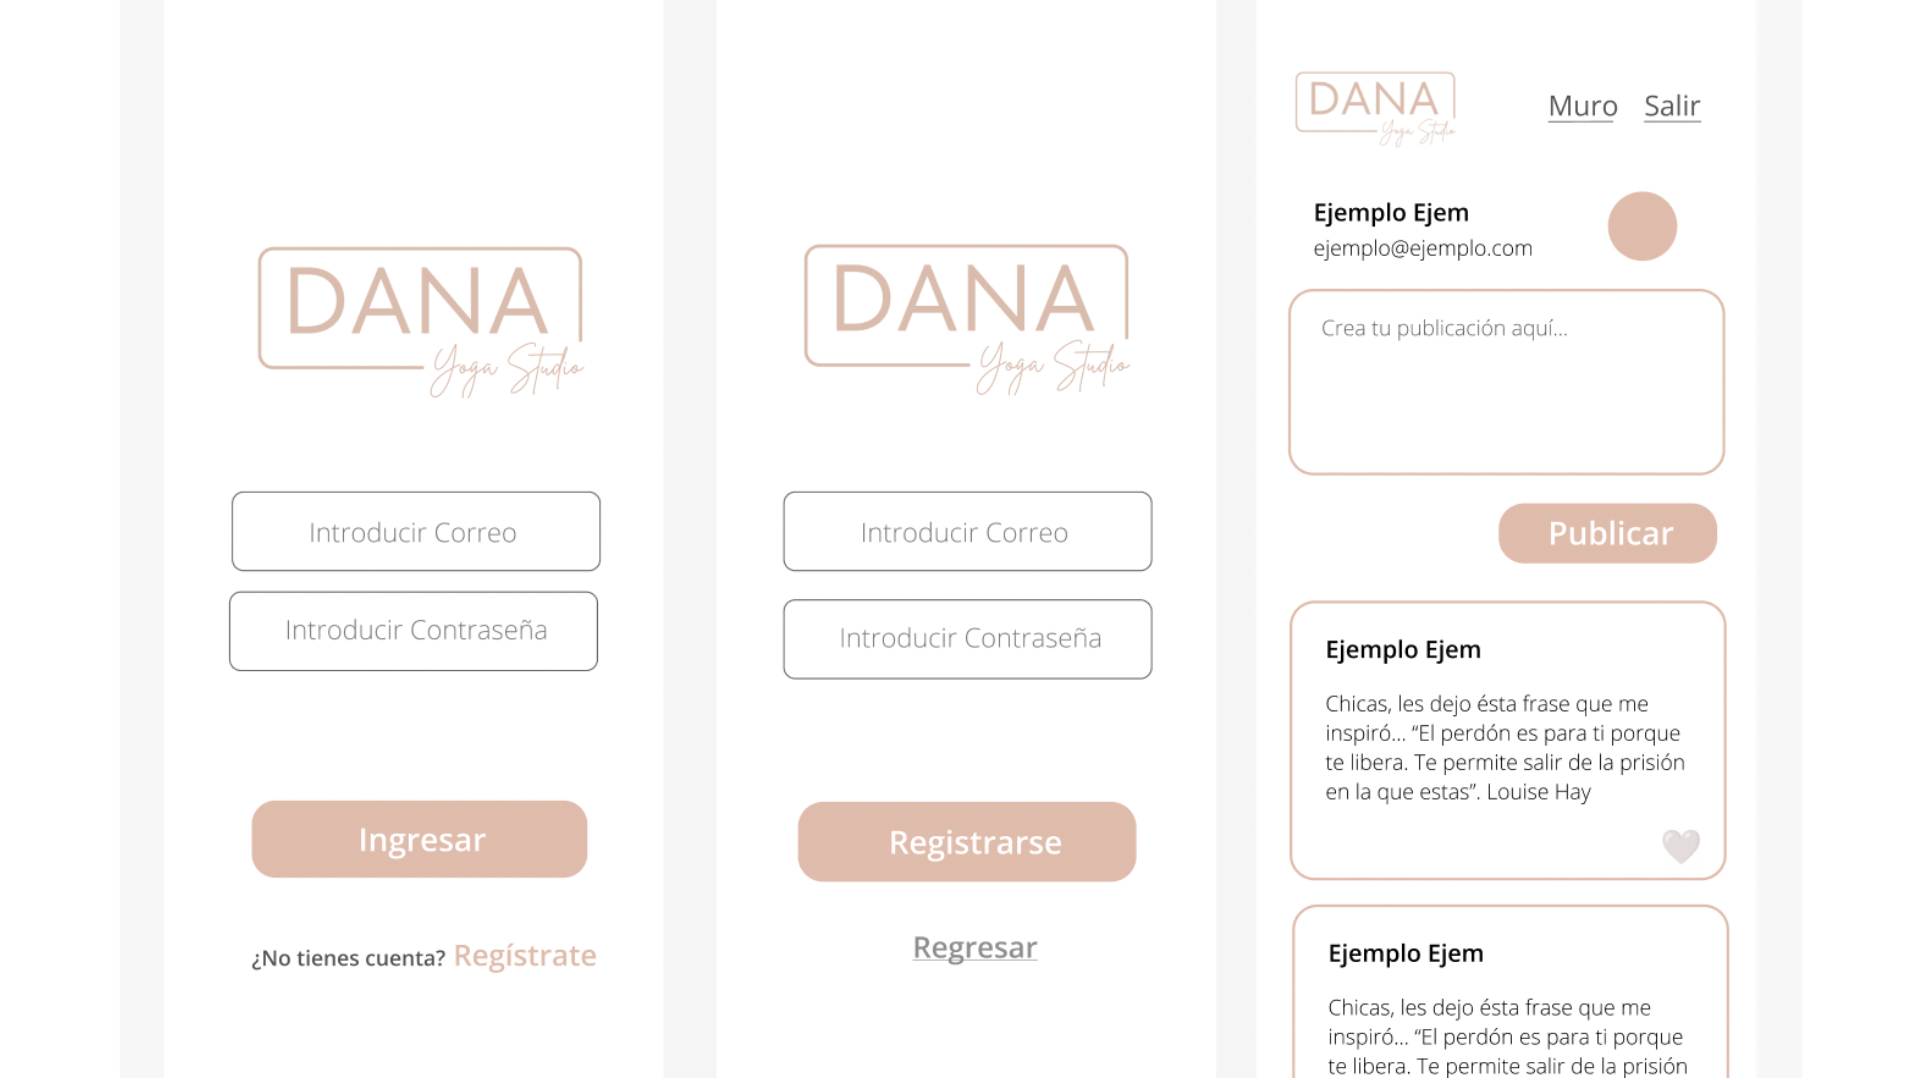 DANA
Yoga Studio
Introducir Correo
Introducir Contraseña
Ingresar
¿No tienes cuenta? Regístrate
DANA
Yoga Studio
Introducir Correo
Introducir Contraseña
Registrarse
Regresar
DANA
Yoga Studio
Muro Salir
Ejemplo Ejem
ejemplo@ejemplo.com
Crea tu publicación aquí...
Publicar
Ejemplo Ejem
Chicas, les dejo ésta frase que me
inspiró... “El perdón es para ti porque
te libera. Te permite salir de la prisión
en la que estas”. Louise Hay
Ejemplo Ejem
Chicas, les dejo ésta frase que me
inspiró... “El perdón es para ti porque
te libera. Te permite salir de la prisión